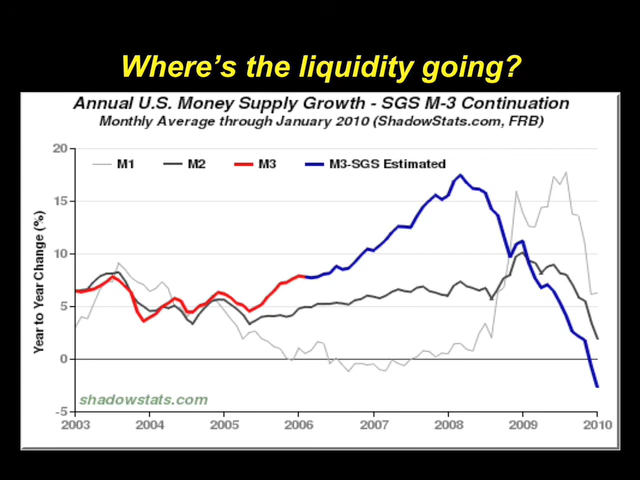 Where's the liquidity going?
Annual U.S. Money Supply Growth - SGS M-3 Continuation
Monthly Average through January 2010 (ShadowStats.com, FRB)
M1 M2 M3 M3-SGS Estimated
Year to Year Change (%)
20
15
10
5
0
-5
shadowstats.com
2003 2004 2005 2006 2007 2008 2009 2010